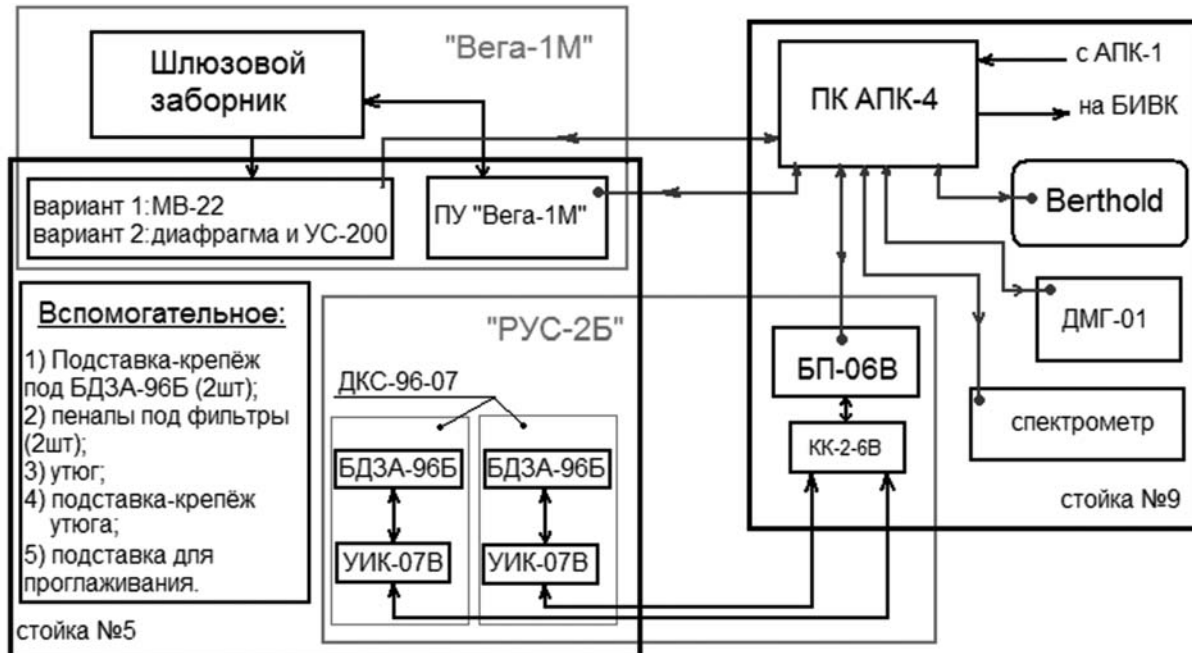 "Вега-1М"
Шлюзовой
заборник
вариант 1:МВ-22
вариант 2:диафрагма и УС-200
ПУ "Вега-1М"
Вспомогательное:
1) Подставка-крепёж
под БДЗА-96Б (2шт);
2) пеналы под фильтры
(2шт);
3) утюг;
4) подставка-крепёж
утюга;
5) подставка для
проглаживания.
стойка №5
"РУС-2Б"
ДКС-96-07
БДЗА-96Б
БДЗА-96Б
УИК-07В
УИК-07В
ПК АПК-4
с АПК-1
на БИВК
Berthold
ДМГ-01
спектрометр
БП-06В
КК-2-6В
стойка №9